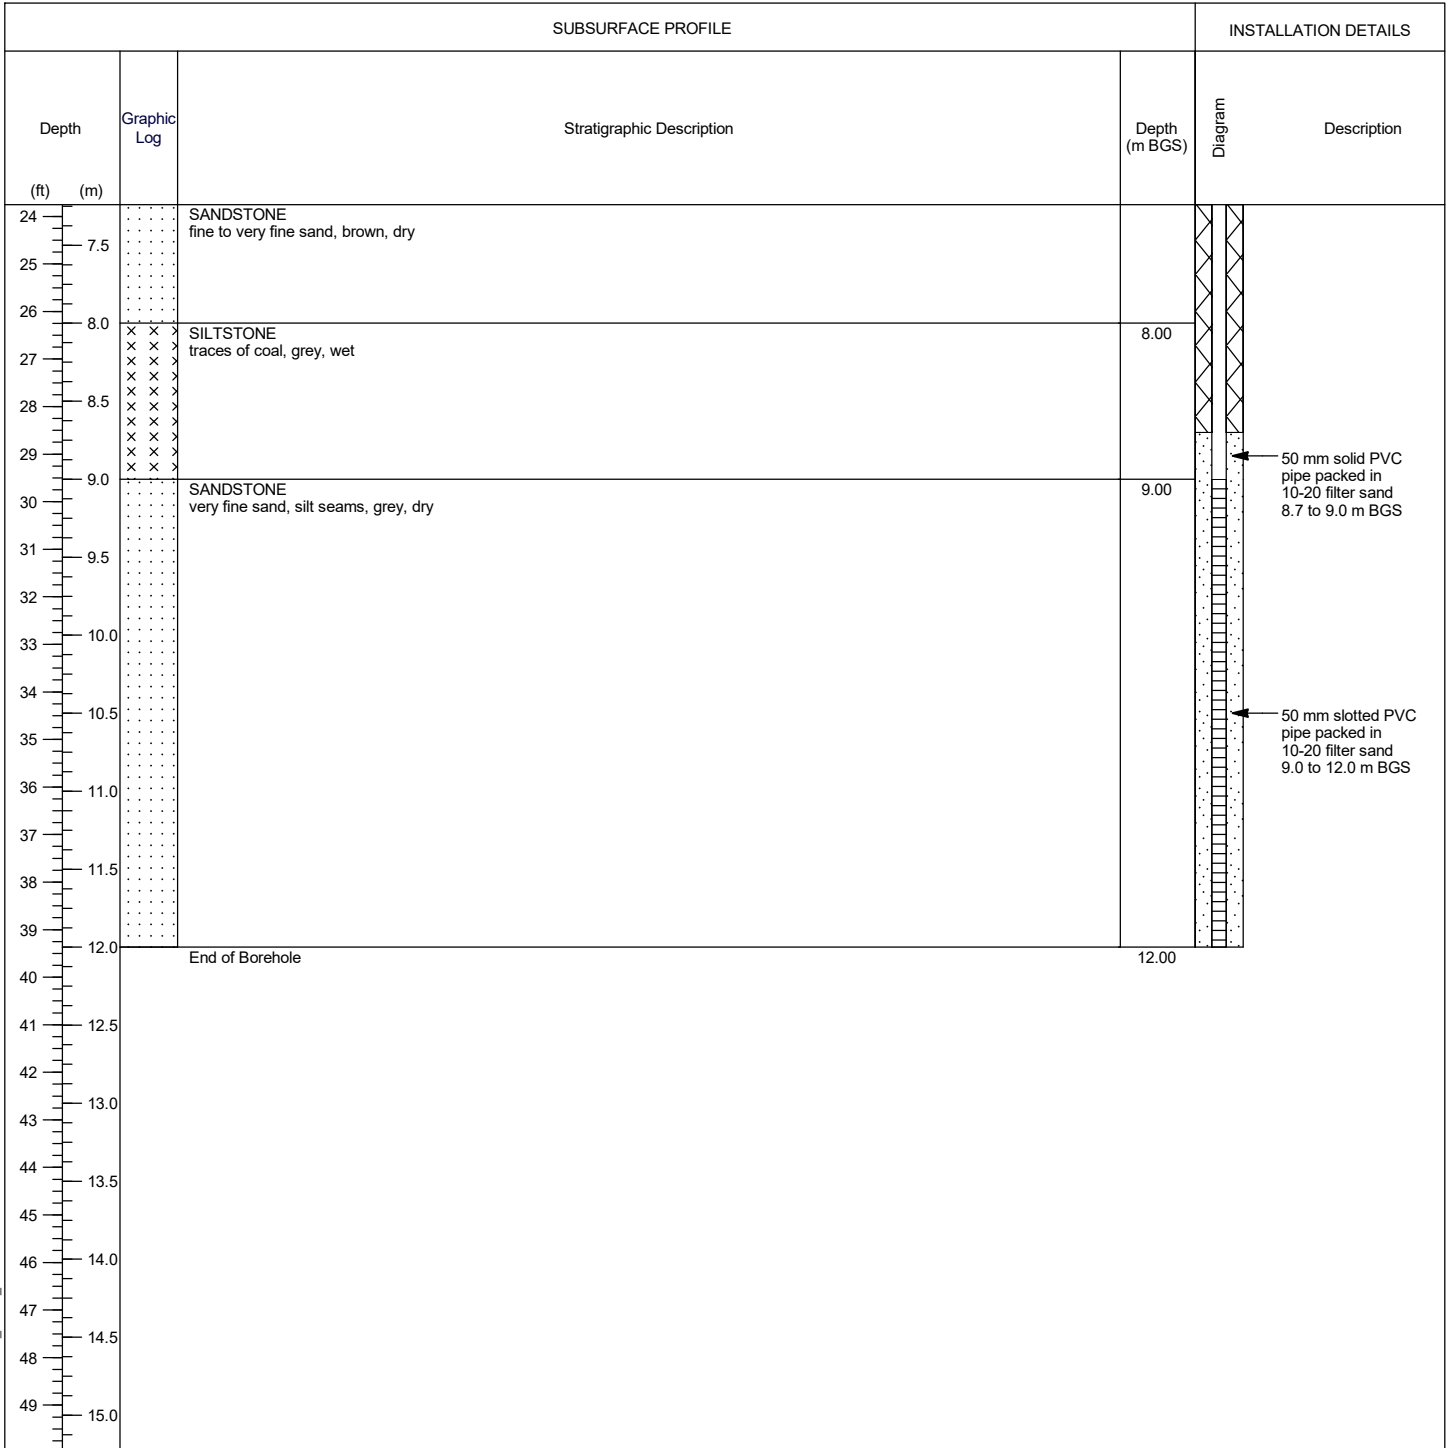 SUBSURFACE PROFILE
INSTALLATION DETAILS
Depth
Graphic
Log
Stratigraphic Description
Depth
(m BGS)
Diagram
Description
(ft) (m)
24
SANDSTONE
fine to very fine sand, brown, dry
7.5
25
26
8.0
SILTSTONE
8.00
traces of coal, grey, wet
27
8.5
28
29
50 mm solid PVC
pipe packed in
10-20 filter sand
8.7 to 9.0 m BGS
9.0
SANDSTONE
9.00
very fine sand, silt seams, grey, dry
30
31
9.5
32
10.0
33
34
10.5
50 mm slotted PVC
pipe packed in
10-20 filter sand
9.0 to 12.0 m BGS
35
36
11.0
37
11.5
38
39
12.0
End of Borehole
12.00
40
41
12.5
42
13.0
43
44
13.5
45
46
14.0
47
14.5
48
49
15.0